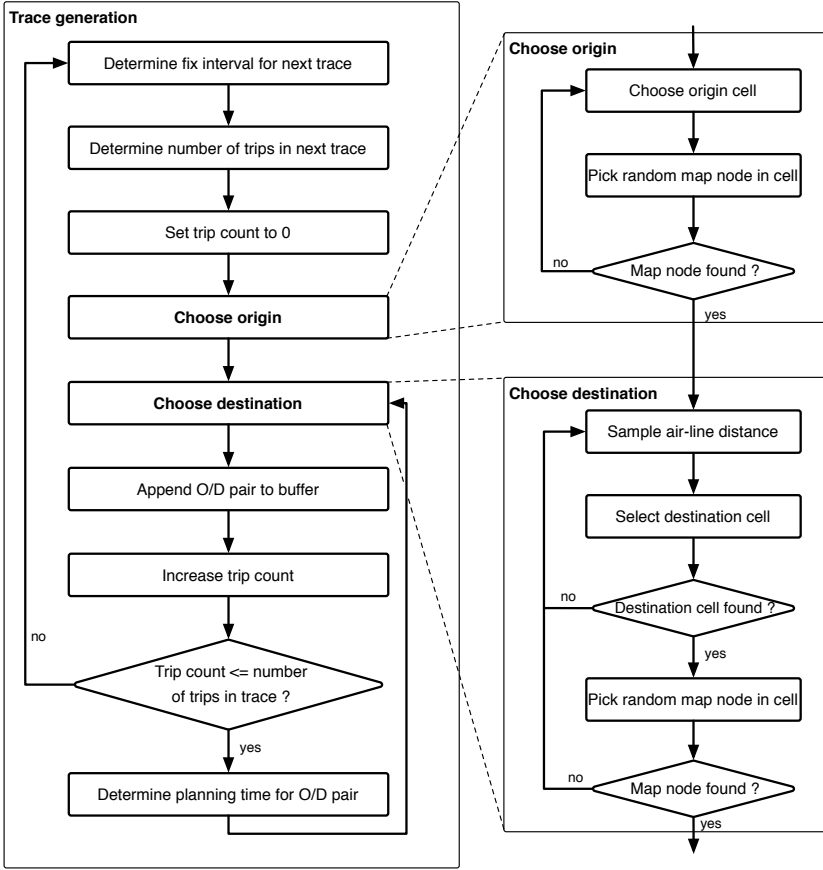 Trace generation
Determine fix interval for next trace
Determine number of trips in next trace
Set trip count to 0
Choose origin
Choose destination
Append O/D pair to buffer
Increase trip count
no
Trip count <= number
of trips in trace ?
yes
Determine planning time for O/D pair
Choose origin
Choose origin cell
Pick random map node in cell
no
Map node found ?
yes
Choose destination
Sample air-line distance
Select destination cell
no
Destination cell found ?
yes
Pick random map node in cell
no
Map node found ?
yes